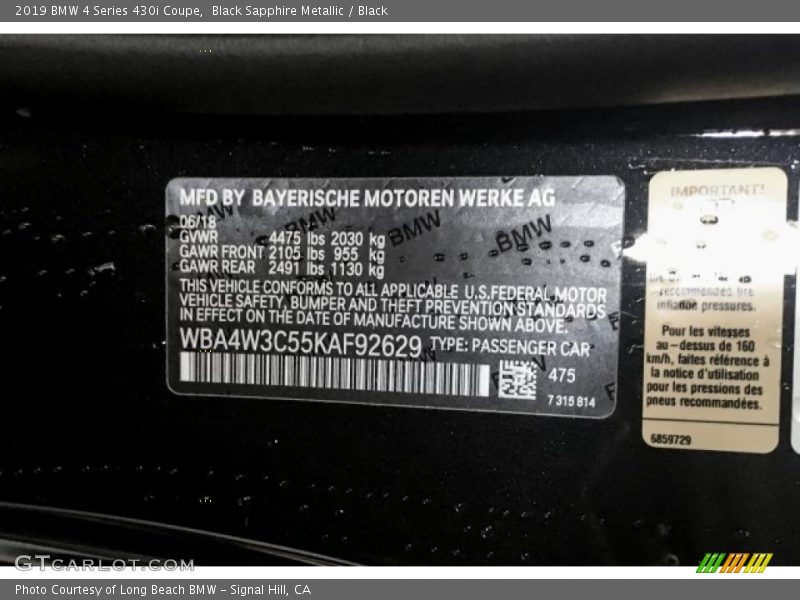 2019 BMW 4 Series 430i Coupe,  Black Sapphire Metallic / Black
MFD BY BAYERISCHE MOTOREN WERKE AG
06/18
GVWR 4475 lbs 2030 kg
GAWR FRONT 2105 lbs 955 kg
GAWR REAR 2491 lbs 1130 kg
THIS VEHICLE CONFORMS TO ALL APPLICABLE U.S.FEDERAL MOTOR
VEHICLE SAFETY, BUMPER AND THEFT PREVENTION STANDARDS
IN EFFECT ON THE DATE OF MANUFACTURE SHOWN ABOVE.
WBA4W3C55KAF92629 TYPE: PASSENGER CAR
475
7 315 814
BMW
BMW
BMW
IMPORTANT!
recommended tire
inflation pressures.
Pour les vitesses
au-dessus de 160
km/h, faites référence à
la notice d'utilisation
pour les pressions des
pneus recommandées.
6859729
GTCARLOT.COM
Photo Courtesy of Long Beach BMW - Signal Hill, CA